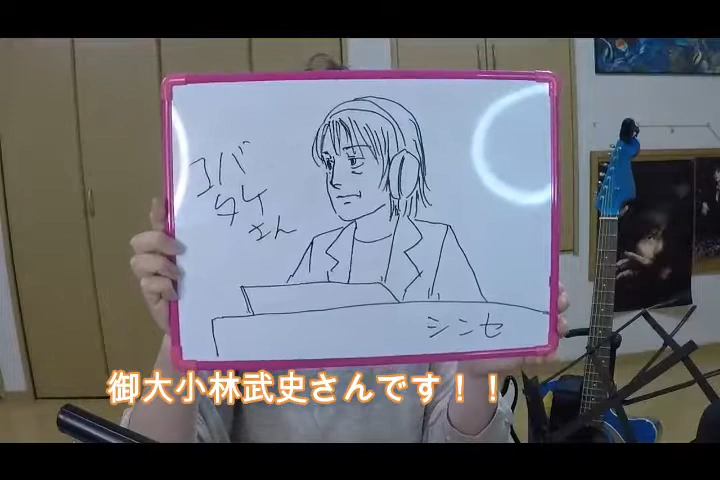 コバ
タケ
さん
シンセ
御大小林武史さんです！！